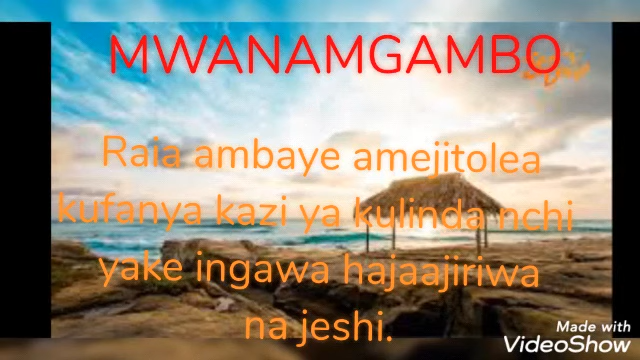 MWANAMGAMBO
Raia ambaye amejitolea
kufanya kazi ya kulinda nchi
yake ingawa hajaajiriwa
na jeshi.
Made with
VideoShow